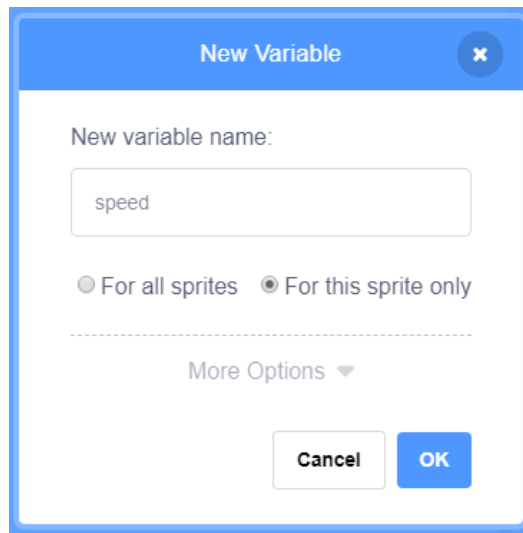 New Variable
New variable name:
speed
For all sprites For this sprite only
More Options
Cancel OK